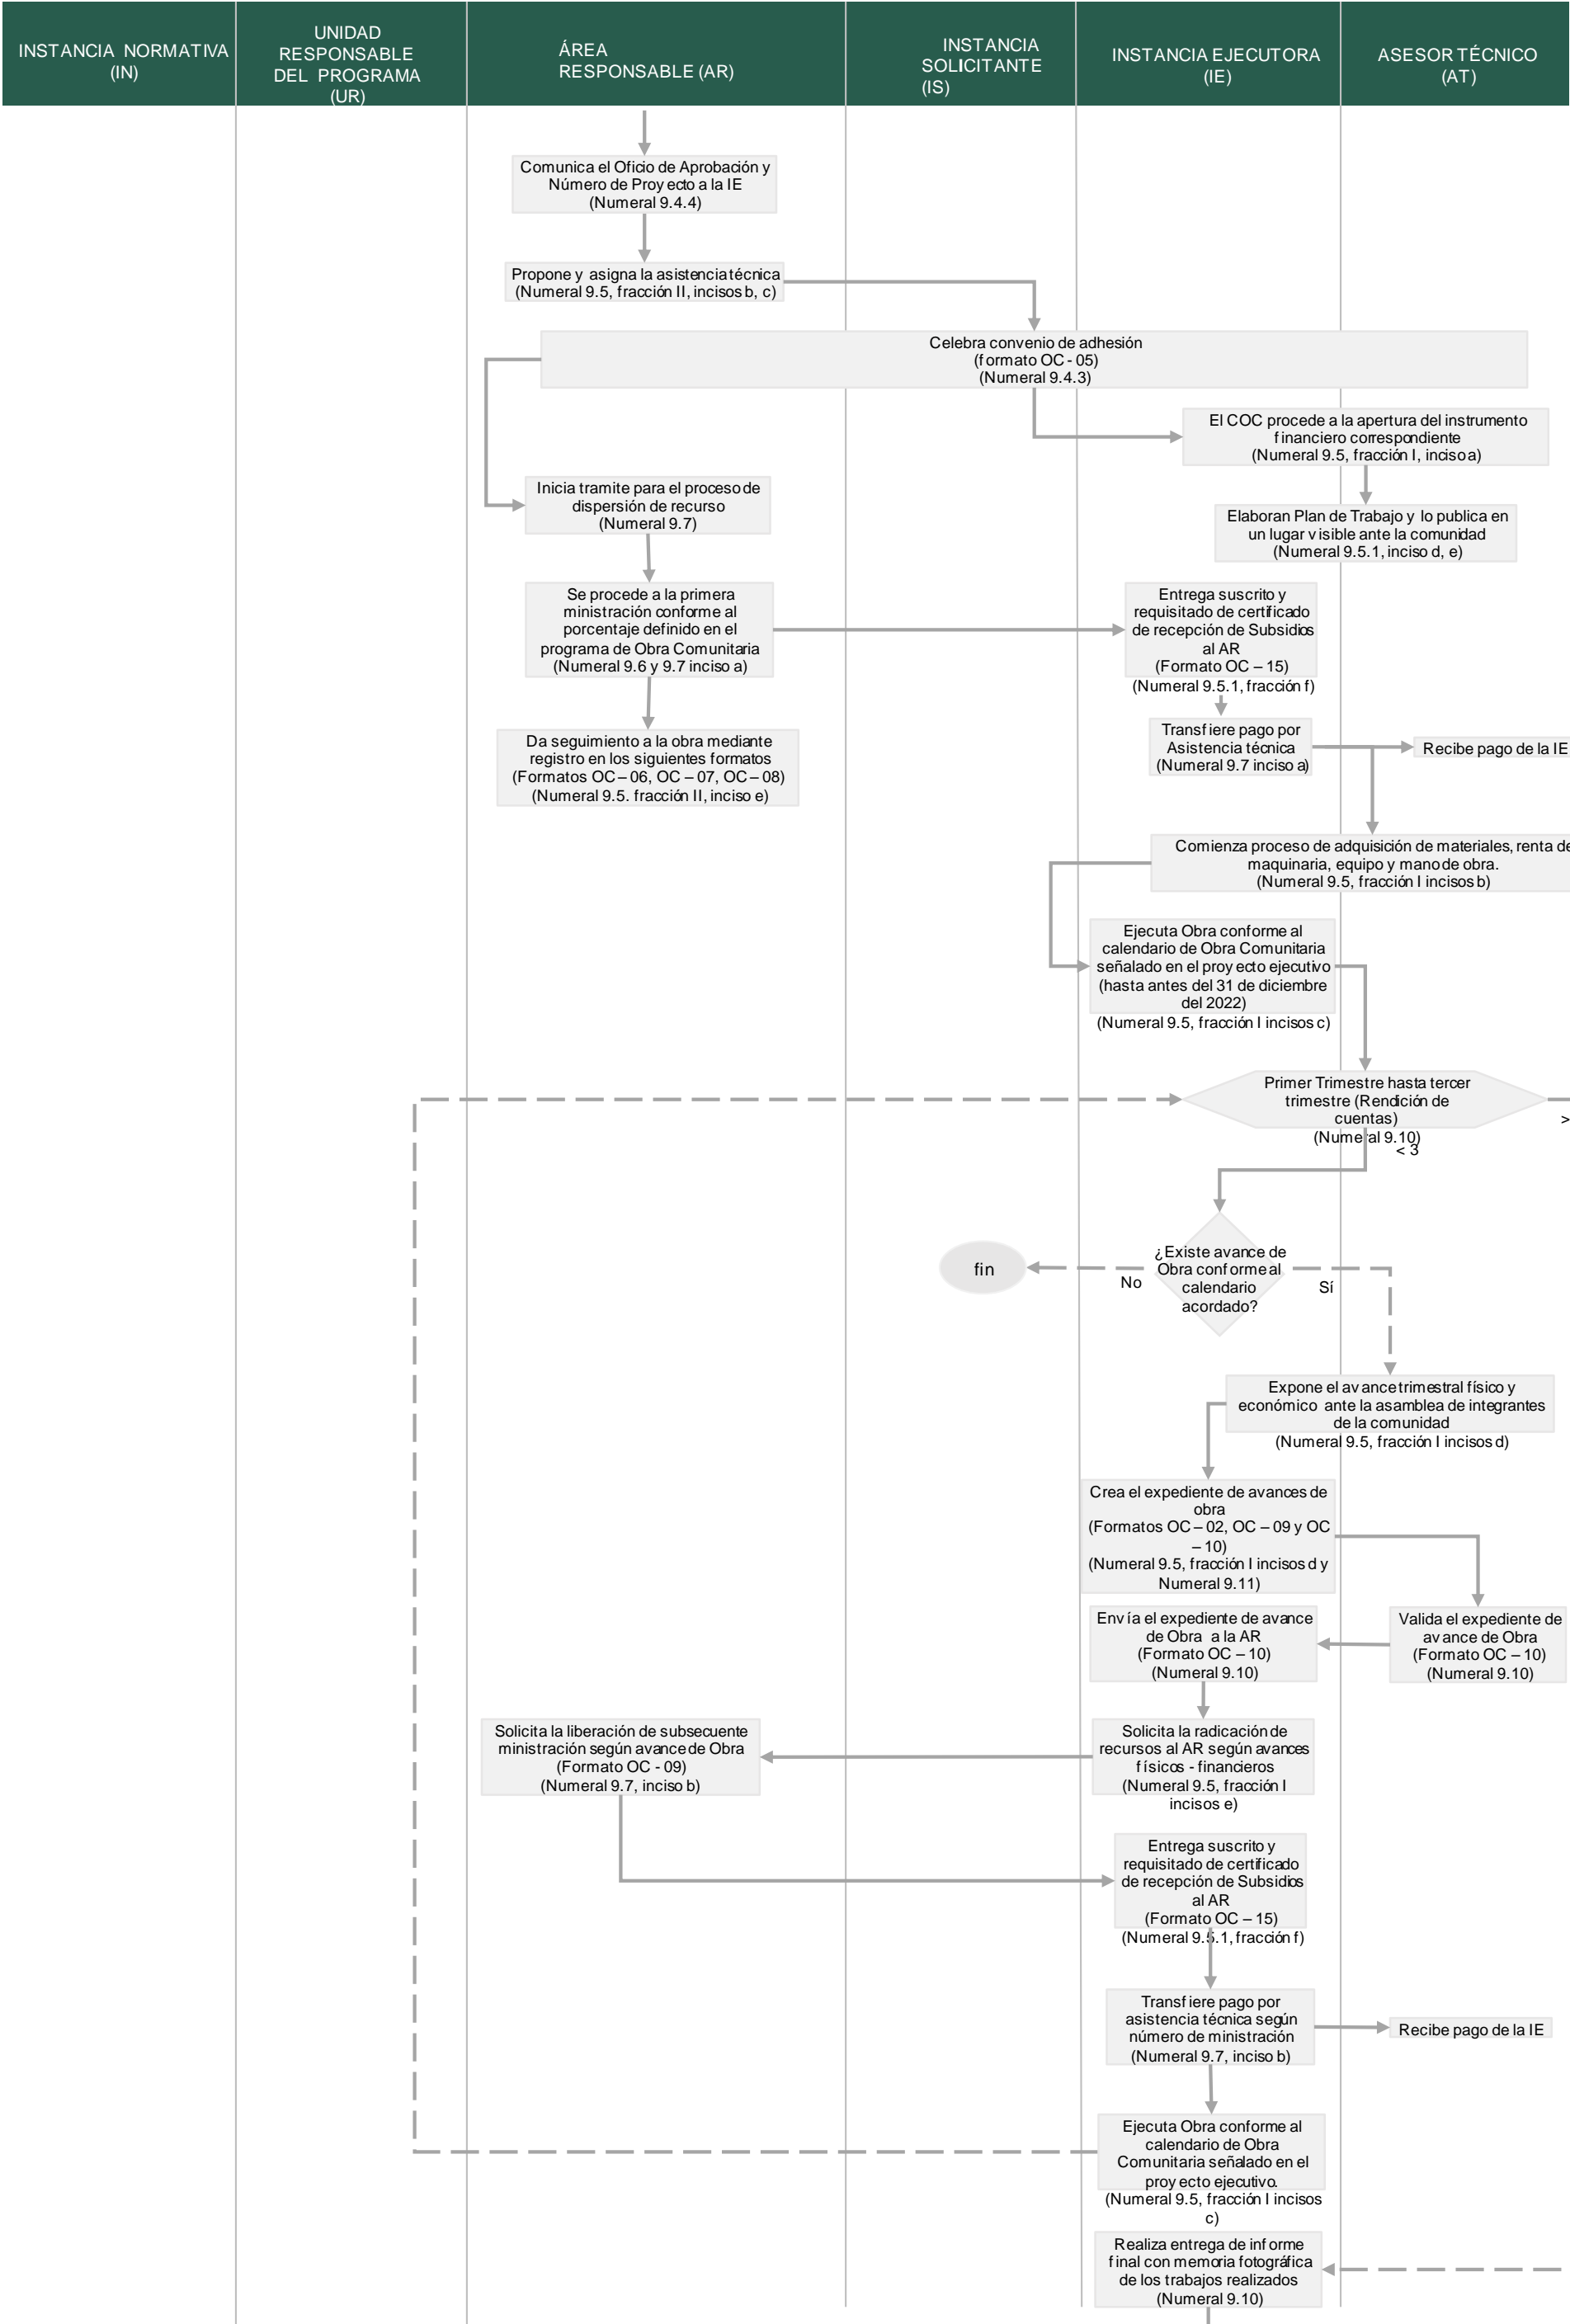 INSTANCIA NORMATIVA
(IN)
UNIDAD
RESPONSABLE
DEL PROGRAMA
(UR)
ÁREA
RESPONSABLE (AR)
INSTANCIA
SOLICITANTE
(IS)
INSTANCIA EJECUTORA
(IE)
ASESOR TÉCNICO
(AT)
Comunica el Oficio de Aprobación y
Número de Proyecto a la IE
(Numeral 9.4.4)
Propone y asigna la asistencia técnica
(Numeral 9.5, fracción II, incisos b, c)
Celebra convenio de adhesión
(formato OC - 05)
(Numeral 9.4.3)
El COC procede a la apertura del instrumento
financiero correspondiente
(Numeral 9.5, fracción I, inciso a)
Inicia tramite para el proceso de
dispersión de recurso
(Numeral 9.7)
Elaboran Plan de Trabajo y lo publica en
un lugar visible ante la comunidad
(Numeral 9.5.1, inciso d, e)
Se procede a la primera
ministración conforme al
porcentaje definido en el
programa de Obra Comunitaria
(Numeral 9.6 y 9.7 inciso a)
Entrega suscrito y
requisitado de certificado
de recepción de Subsidios
al AR
(Formato OC – 15)
(Numeral 9.5.1, fracción f)
Da seguimiento a la obra mediante
registro en los siguientes formatos
(Formatos OC – 06, OC – 07, OC – 08)
(Numeral 9.5. fracción II, inciso e)
Transfiere pago por
Asistencia técnica
(Numeral 9.7 inciso a)
Recibe pago de la IE
Comienza proceso de adquisición de materiales, renta de
maquinaria, equipo y mano de obra.
(Numeral 9.5, fracción I incisos b)
Ejecuta Obra conforme al
calendario de Obra Comunitaria
señalado en el proyecto ejecutivo
(hasta antes del 31 de diciembre
del 2022)
(Numeral 9.5, fracción I incisos c)
Primer Trimestre hasta tercer
trimestre (Rendición de
cuentas)
(Numeral 9.10)
>
< 3
¿Existe avance de
Obra conforme al
calendario
acordado?
fin
No
Sí
Expone el avance trimestral físico y
económico ante la asamblea de integrantes
de la comunidad
(Numeral 9.5, fracción I incisos d)
Crea el expediente de avances de
obra
(Formatos OC – 02, OC – 09 y OC
– 10)
(Numeral 9.5, fracción I incisos d y
Numeral 9.11)
Envía el expediente de avance
de Obra a la AR
(Formato OC – 10)
(Numeral 9.10)
Valida el expediente de
avance de Obra
(Formato OC – 10)
(Numeral 9.10)
Solicita la liberación de subsecuente
ministración según avance de Obra
(Formato OC - 09)
(Numeral 9.7, inciso b)
Solicita la radicación de
recursos al AR según avances
físicos - financieros
(Numeral 9.5, fracción I
incisos e)
Entrega suscrito y
requisitado de certificado
de recepción de Subsidios
al AR
(Formato OC – 15)
(Numeral 9.5.1, fracción f)
Transfiere pago por
asistencia técnica según
número de ministración
(Numeral 9.7, inciso b)
Recibe pago de la IE
Ejecuta Obra conforme al
calendario de Obra
Comunitaria señalado en el
proyecto ejecutivo.
(Numeral 9.5, fracción I incisos
c)
Realiza entrega de informe
final con memoria fotográfica
de los trabajos realizados
(Numeral 9.10)